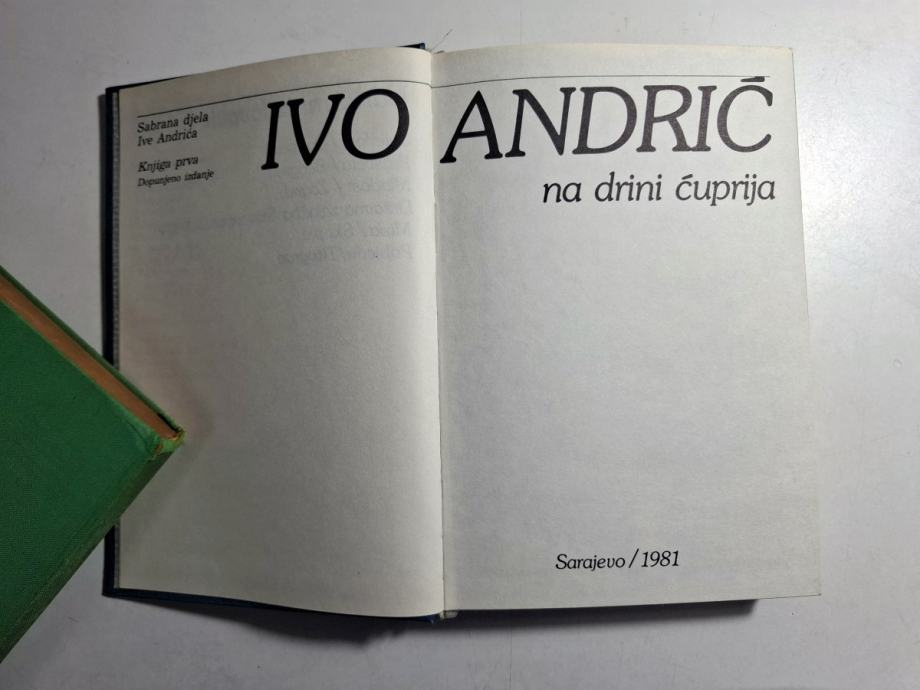 Sabrana djela
Ive Andrića
Knjiga prva
Dopunjeno izdanje
IVO ANDRIĆ
na drini ćuprija
Sarajevo / 1981